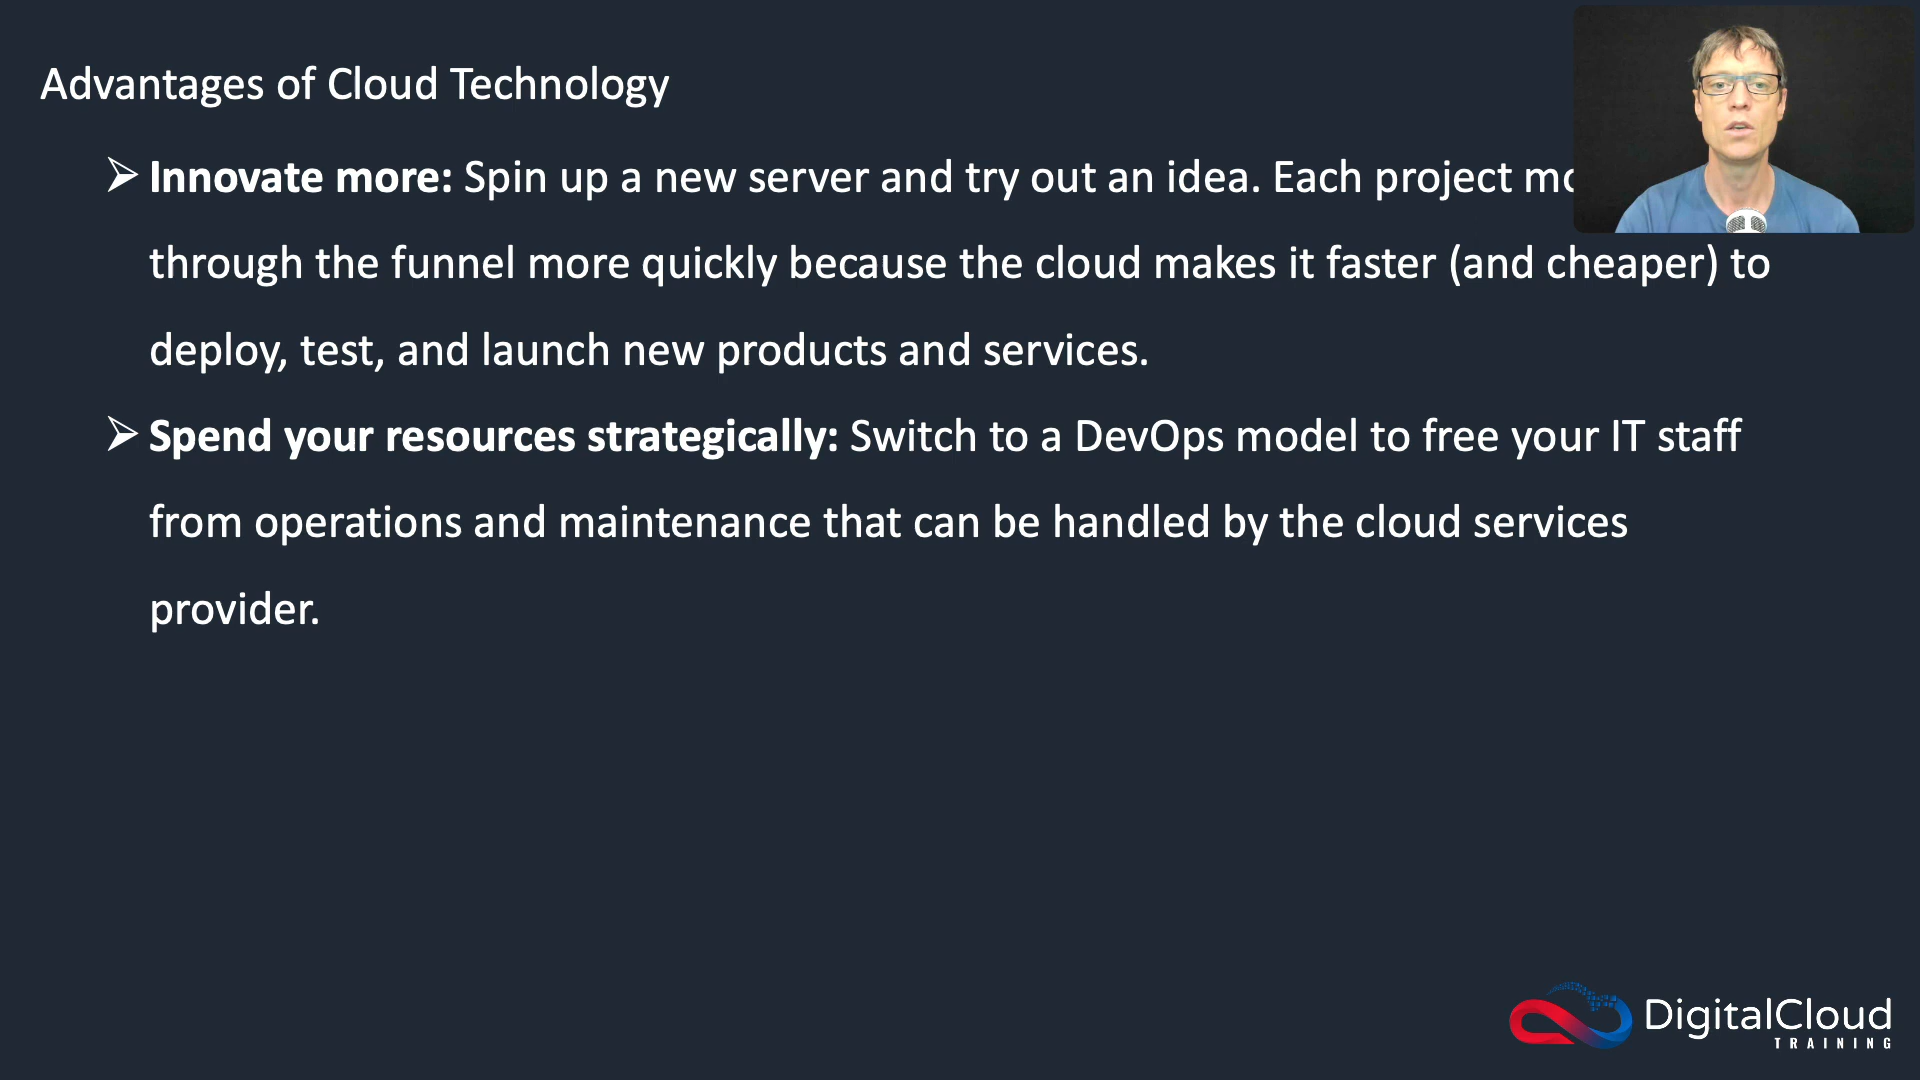 Advantages of Cloud Technology
Innovate more: Spin up a new server and try out an idea. Each project
through the funnel more quickly because the cloud makes it faster (and cheaper) to
deploy, test, and launch new products and services.
Spend your resources strategically: Switch to a DevOps model to free your IT staff
from operations and maintenance that can be handled by the cloud services
provider.
DigitalCloud
TRAINING